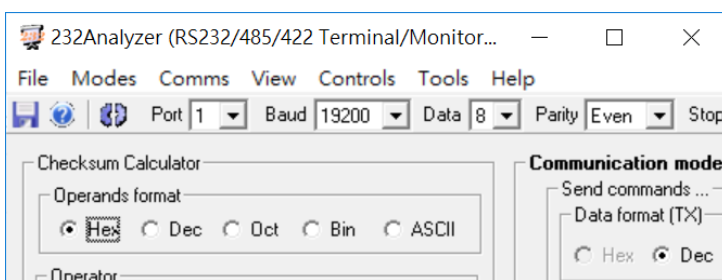 232Analyzer (RS232/485/422 Terminal/Monitor...
File Modes Comms View Controls Tools Help
Port 1 Baud 19200 Data 8 Parity Even Stop
Checksum Calculator
Operands format
Hex Dec Oct Bin ASCII
Operator
Communication mode
Send commands ...
Data format (TX)
Hex Dec